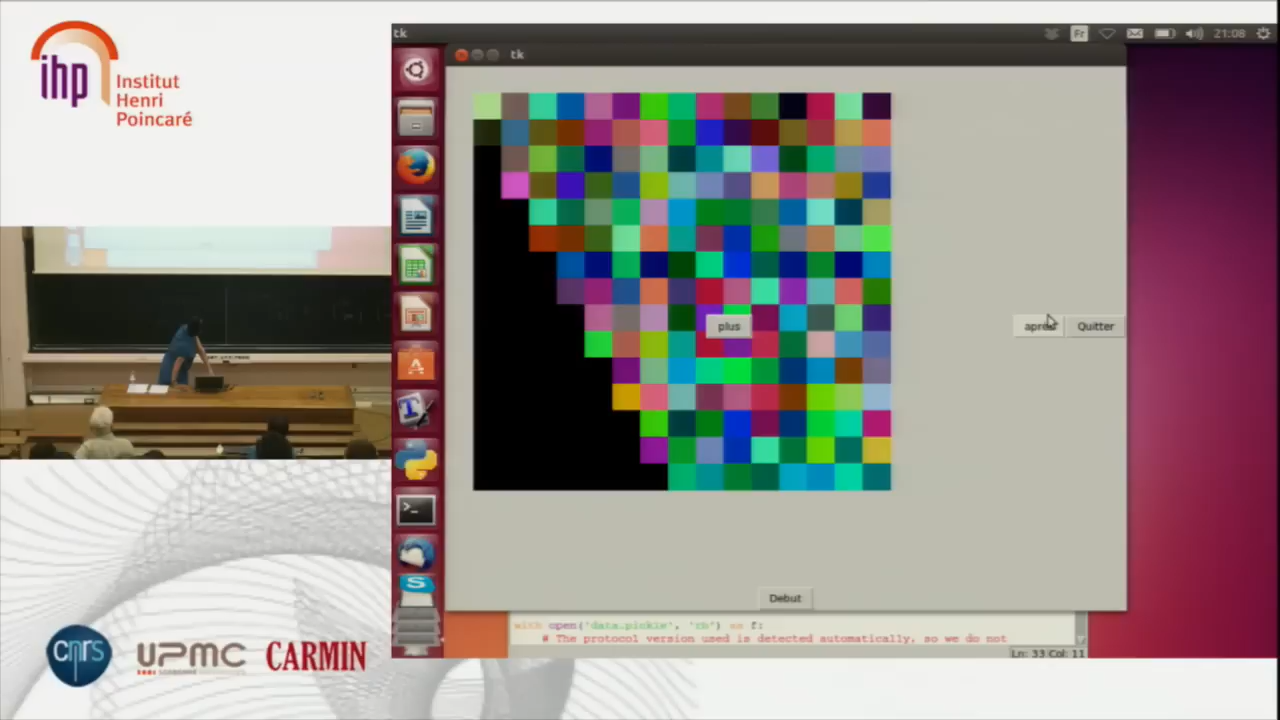 ihp
Institut
Henri
Poincaré
tk
Fr
21:08
tk
plus
Quitter
Debut
with open('data.pickle', 'rb') as f:
# The protocol version used is detected automatically, so we do not
Ln: 33 Col: 11
cnrs
UPMC
CARMIN